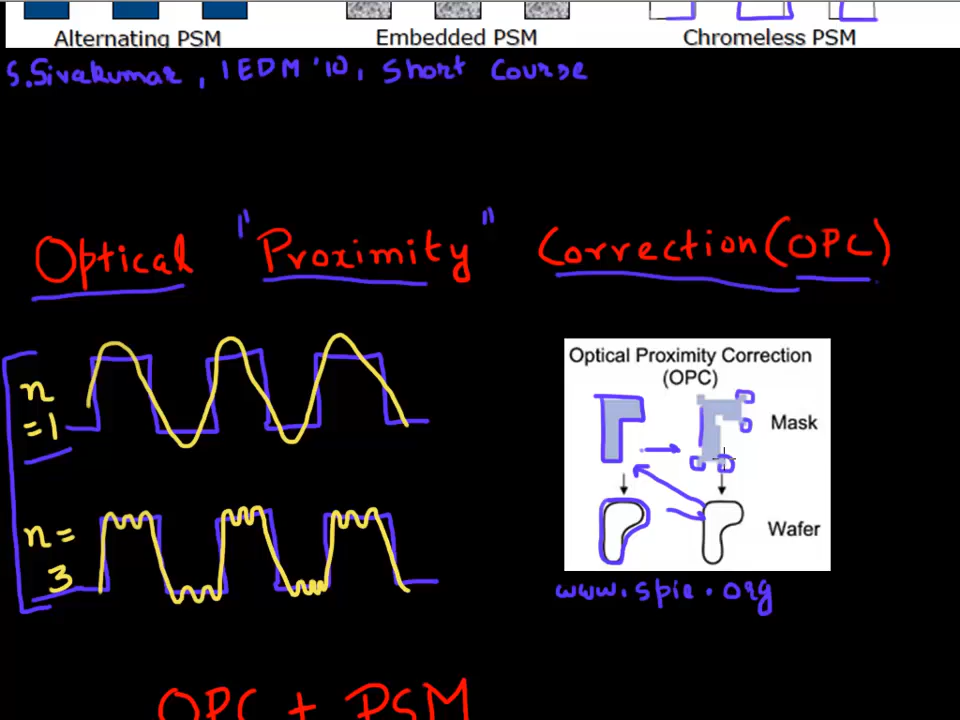 Alternating PSM Embedded PSM Chromeless PSM
S.Sivakumar, IEDM '10, Short Course
Optical "Proximity" Correction (OPC)
n
=1
n=
3
Optical Proximity Correction
(OPC)
Mask
Wafer
www.spie.org
OPC + PSM